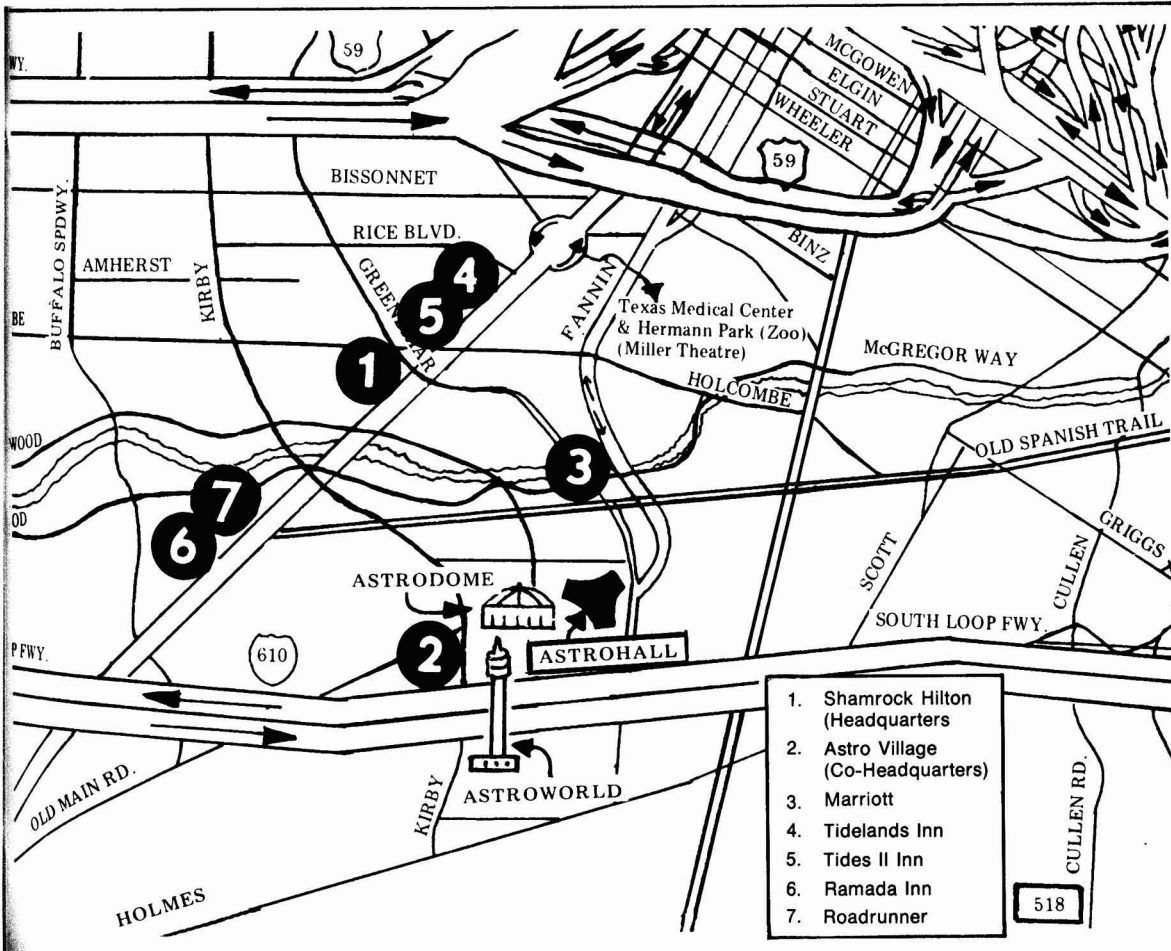 59
WY.
MCGOWEN
ELGIN
STUART
WHEELER
59
BISSONNET
BUFFALO SPDWY.
RICE BLVD.
BINZ
AMHERST
KIRBY
4
FANNIN
5
Texas Medical Center
& Hermann Park (Zoo)
(Miller Theatre)
BE
McGREGOR WAY
1
HOLCOMBE
WOOD
3
OLD SPANISH TRAIL
7
OD
6
GRIGGS
SCOTT
CULLEN
ASTRODOME
SOUTH LOOP FWY.
P FWY.
610
2
ASTROHALL
1. Shamrock Hilton
(Headquarters
2. Astro Village
(Co-Headquarters)
3. Marriott
4. Tidelands Inn
5. Tides II Inn
6. Ramada Inn
7. Roadrunner
OLD MAIN RD.
KIRBY
ASTROWORLD
CULLEN RD.
HOLMES
518